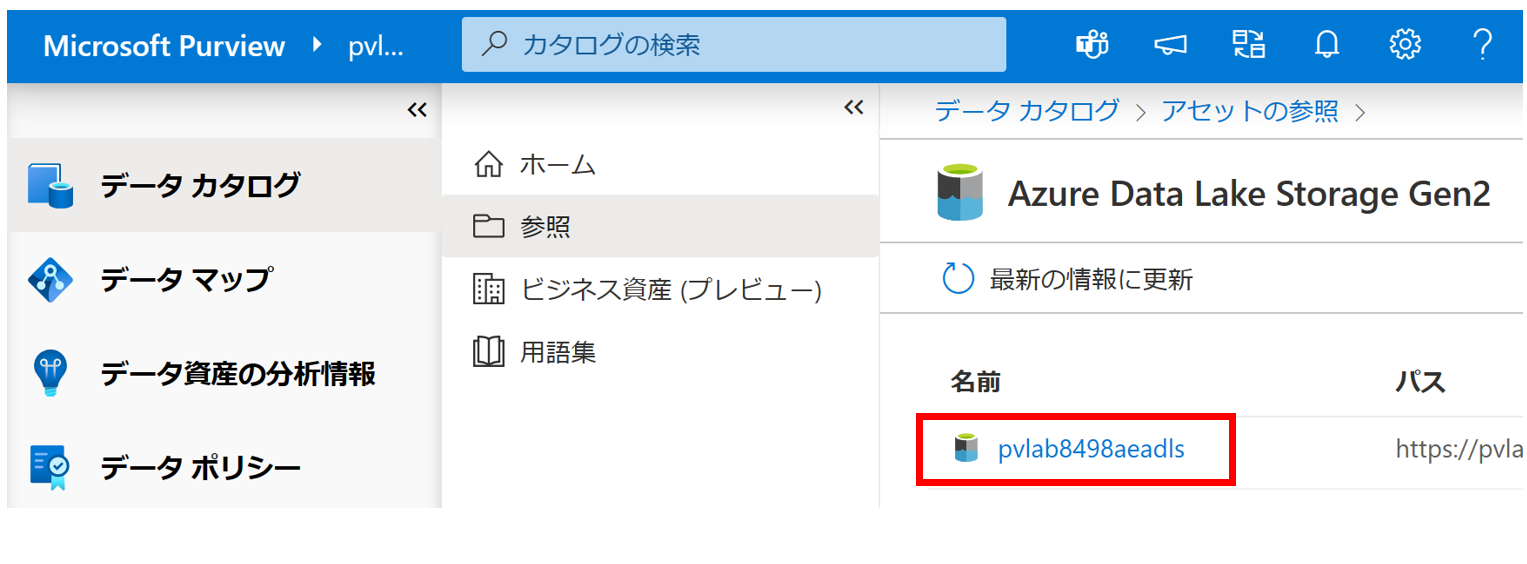 Microsoft Purview
pvl...
カタログの検索
データ カタログ
データ マップ
データ資産の分析情報
データ ポリシー
ホーム
参照
ビジネス資産 (プレビュー)
用語集
データ カタログ > アセットの参照 >
Azure Data Lake Storage Gen2
最新の情報に更新
名前 パス
pvlab8498aeadls https://pvla